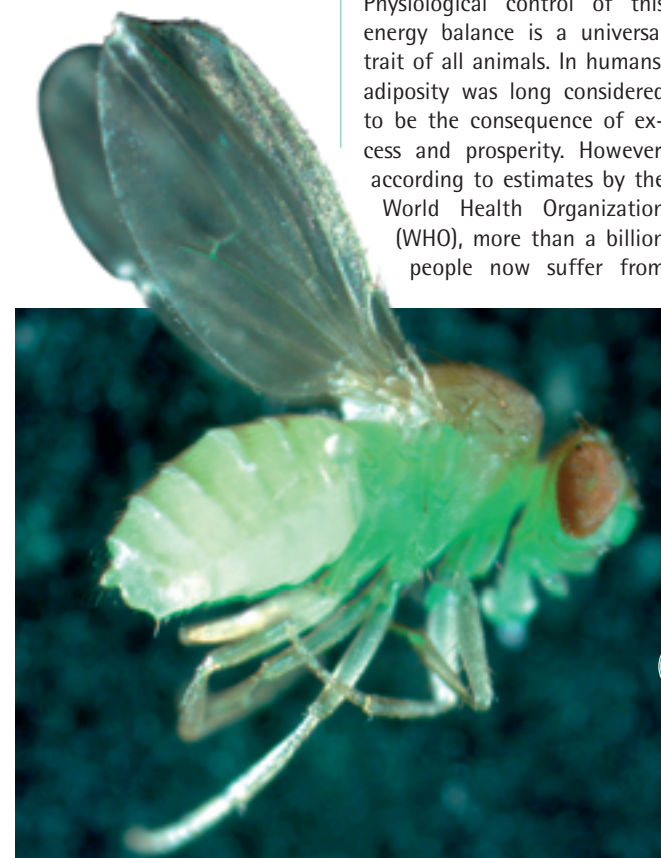 Physiological control of this
energy balance is a universa
trait of all animals. In humans
adiposity was long considered
to be the consequence of ex-
cess and prosperity. However
according to estimates by the
World Health Organization
(WHO), more than a billion
people now suffer from